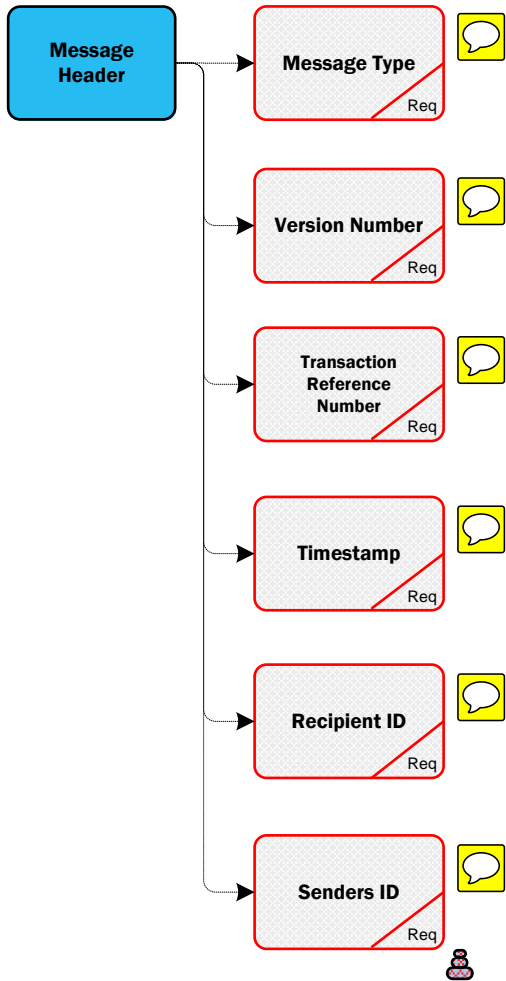 Message
Header
Message Type
Req
Version Number
Req
Transaction
Reference
Number
Req
Timestamp
Req
Recipient ID
Req
Senders ID
Req